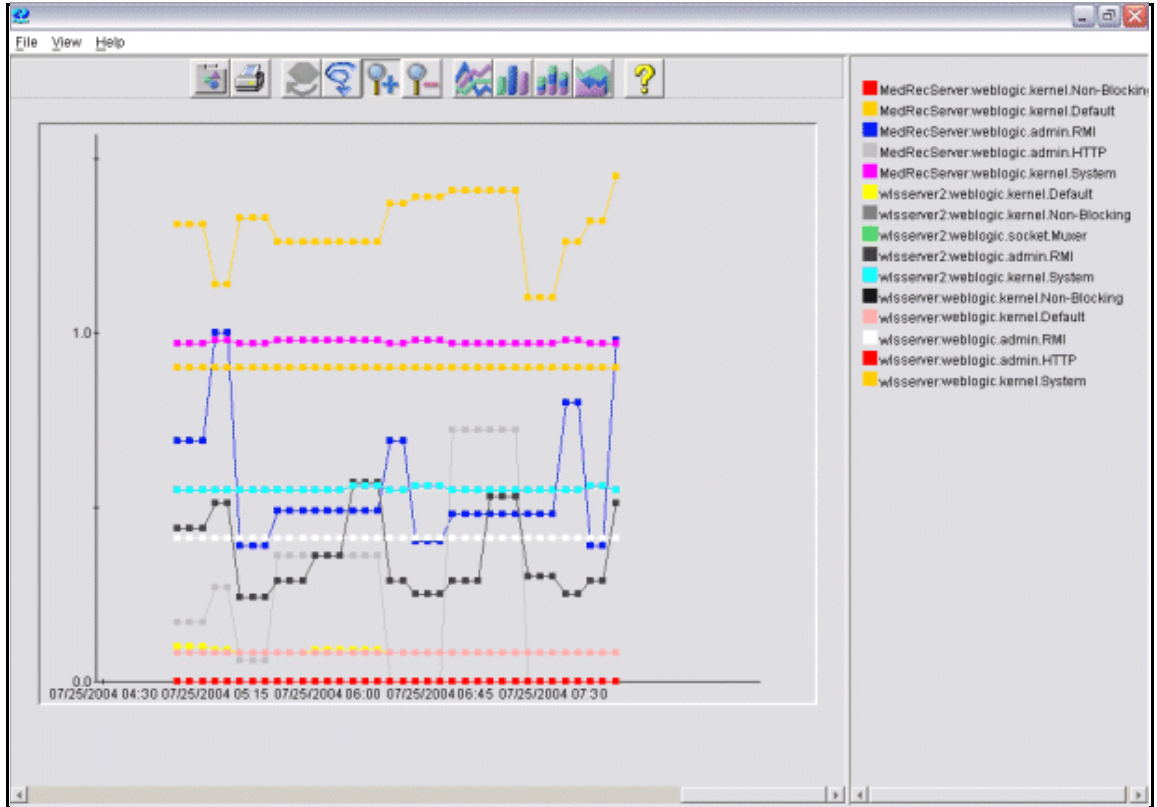 File View Help
MedRecServer:weblogic.kernel.Non-Blockin
MedRecServer:weblogic.kernel.Default
MedRecServer:weblogic.admin.RMI
MedRecServer:weblogic.admin.HTTP
MedRecServer:weblogic.kernel.System
wlsserver2:weblogic.kernel.Default
wlsserver2:weblogic.kernel.Non-Blocking
wlsserver2:weblogic.socket.Muxer
wlsserver2:weblogic.admin.RMI
wlsserver2:weblogic.kernel.System
wlsserver:weblogic.kernel.Non-Blocking
wlsserver:weblogic.kernel.Default
wlsserver:weblogic.admin.RMI
wlsserver:weblogic.admin.HTTP
wlsserver:weblogic.kernel.System
1.0
0.0
07/25/2004 04:30 07/25/2004 05:15 07/25/2004 06:00 07/25/2004 06:45 07/25/2004 07:30